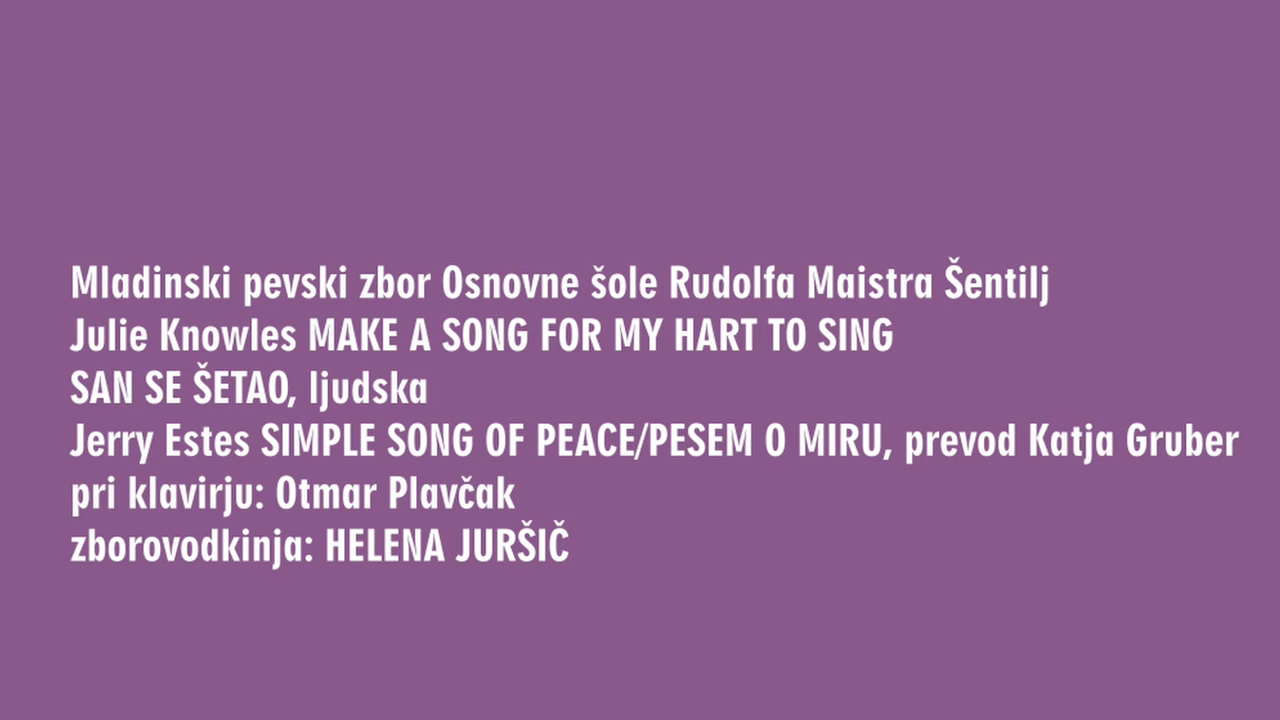 Mladinski pevski zbor Osnovne šole Rudolfa Maistra Šentilj
Julie Knowles MAKE A SONG FOR MY HART TO SING
SAN SE ŠETAO, ljudska
Jerry Estes SIMPLE SONG OF PEACE/PESEM O MIRU, prevod Katja Gruber
pri klavirju: Otmar Plavčak
zborovodkinja: HELENA JURŠIČ